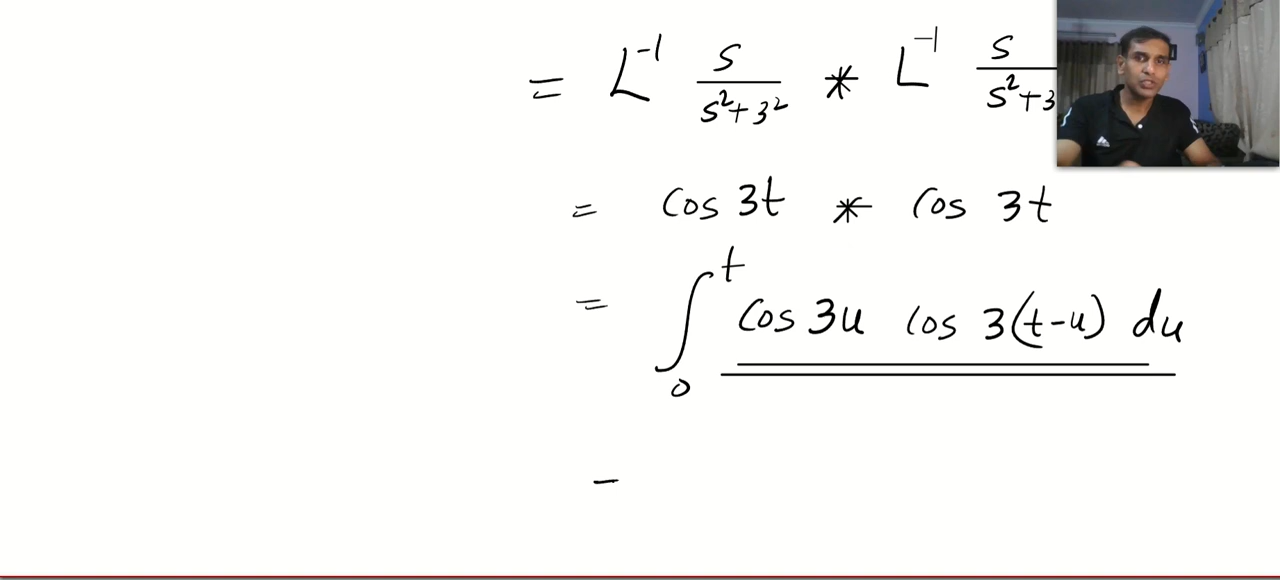 = L⁻¹ s/(s²+3²) * L⁻¹ s/(s²+3
= Cos 3t * Cos 3t
= ∫₀ᵗ Cos 3u Cos 3(t-u) du
-